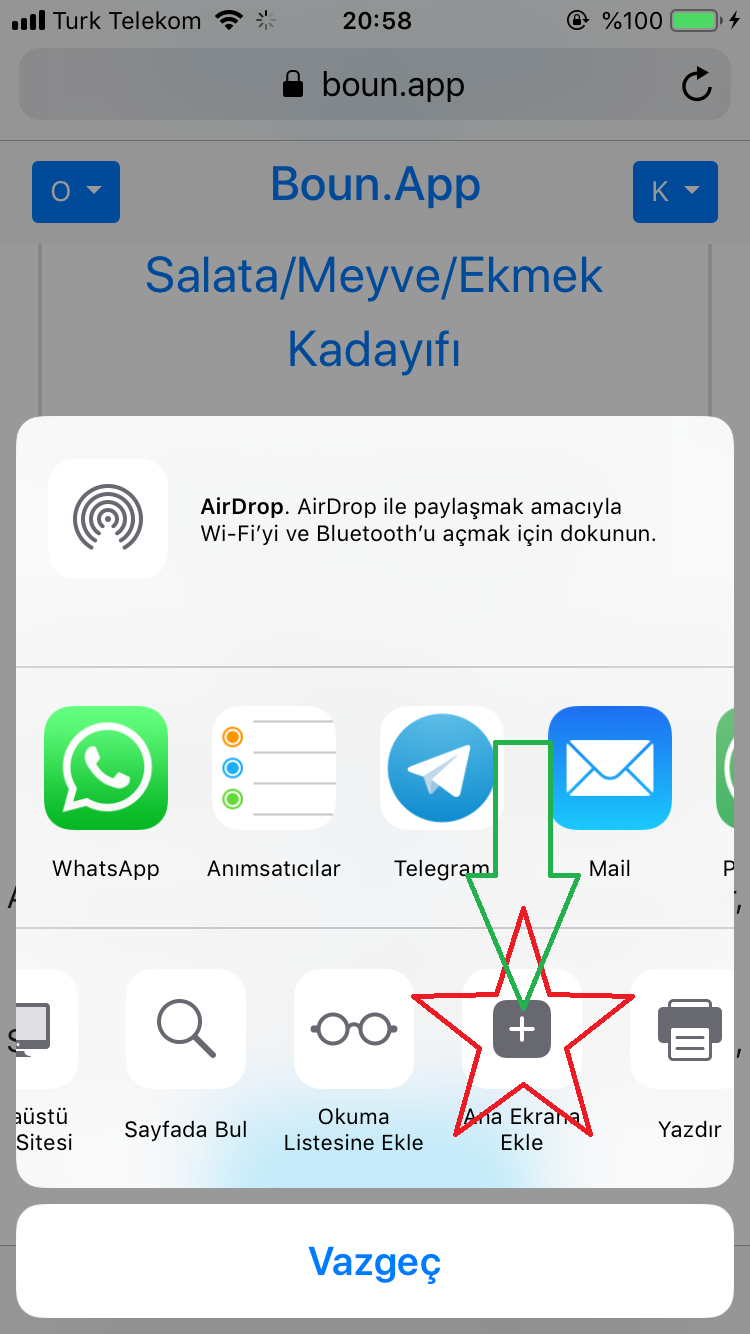 Turk Telekom 20:58 %100
boun.app
O Boun.App K
Salata/Meyve/Ekmek
Kadayıfı
AirDrop. AirDrop ile paylaşmak amacıyla
Wi-Fi'yi ve Bluetooth'u açmak için dokunun.
WhatsApp Anımsatıcılar Telegram Mail
aüstü
Sitesi
Sayfada Bul
Okuma
Listesine Ekle
Ana Ekrana
Ekle
Yazdır
Vazgeç